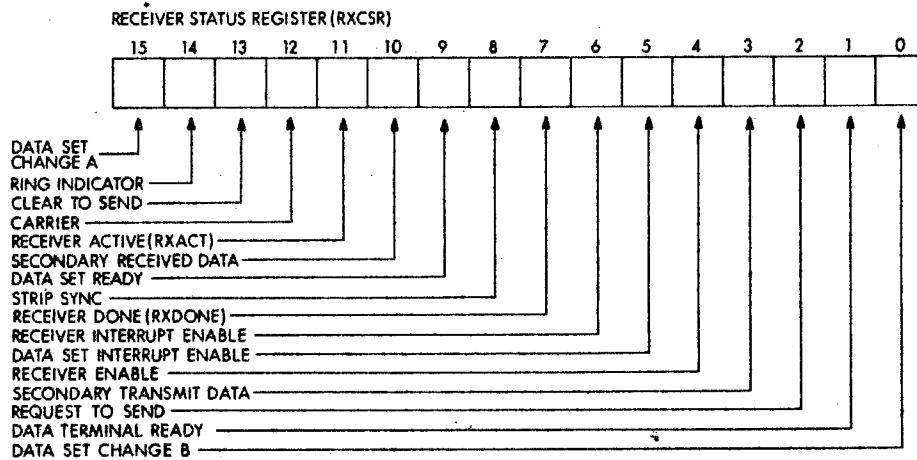 RECEIVER STATUS REGISTER (RXCSR)
15 14 13 12 11 10 9 8 7 6 5 4 3 2 1 0
DATA SET
CHANGE A
RING INDICATOR
CLEAR TO SEND
CARRIER
RECEIVER ACTIVE (RXACT)
SECONDARY RECEIVED DATA
DATA SET READY
STRIP SYNC
RECEIVER DONE (RXDONE)
RECEIVER INTERRUPT ENABLE
DATA SET INTERRUPT ENABLE
RECEIVER ENABLE
SECONDARY TRANSMIT DATA
REQUEST TO SEND
DATA TERMINAL READY
DATA SET CHANGE B